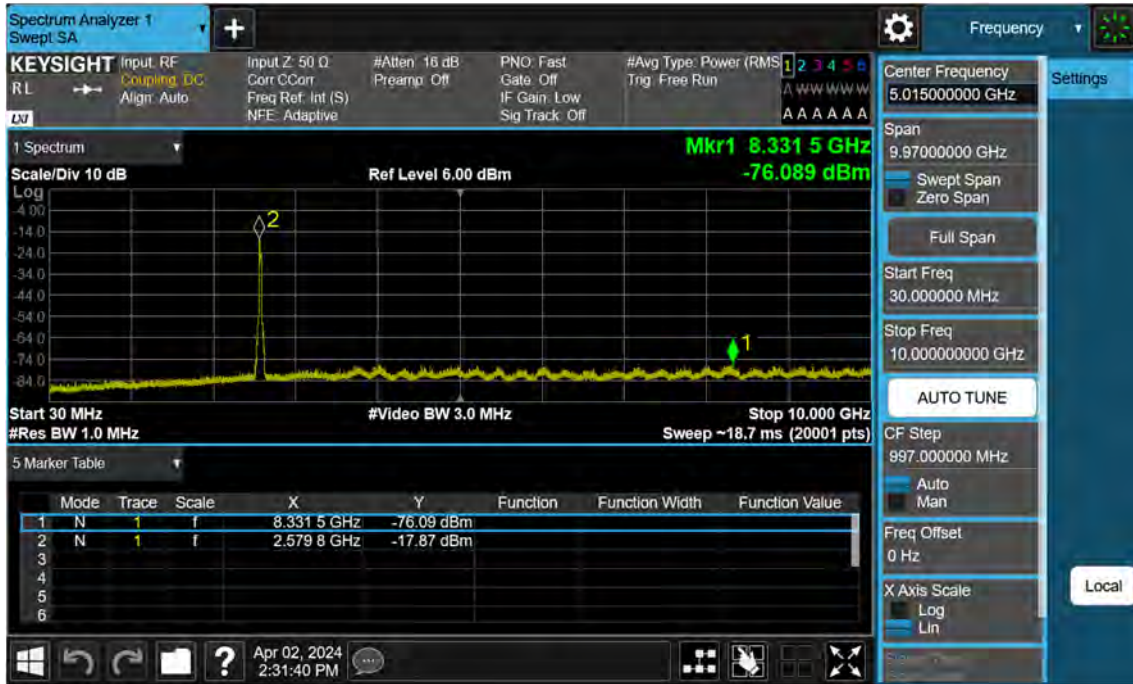 Spectrum Analyzer 1
Swept SA
+
Frequency
KEYSIGHT Input: RF
Coupling: DC
Align: Auto
RL
LXI
Input Z: 50 Ω
Corr CCorr
Freq Ref: Int (S)
NFE: Adaptive
#Atten: 16 dB
Preamp: Off
PNO: Fast
Gate: Off
IF Gain: Low
Sig Track: Off
#Avg Type: Power (RMS
Trig: Free Run
1 2 3 4 5 6
A W W W W W
A A A A A A
1 Spectrum
Scale/Div 10 dB
Ref Level 6.00 dBm
Mkr1 8.331 5 GHz
-76.089 dBm
Log
-4.00
-14.0
-24.0
-34.0
-44.0
-54.0
-64.0
-74.0
-84.0
2
1
Start 30 MHz
#Video BW 3.0 MHz
Stop 10.000 GHz
#Res BW 1.0 MHz
Sweep ~18.7 ms (20001 pts)
5 Marker Table
Mode Trace Scale X Y Function Function Width Function Value
1 N 1 f 8.331 5 GHz -76.09 dBm
2 N 1 f 2.579 8 GHz -17.87 dBm
3
4
5
6
?
Apr 02, 2024
2:31:40 PM
Center Frequency
5.015000000 GHz
Settings
Span
9.97000000 GHz
Swept Span
Zero Span
Full Span
Start Freq
30.000000 MHz
Stop Freq
10.000000000 GHz
AUTO TUNE
CF Step
997.000000 MHz
Auto
Man
Freq Offset
0 Hz
X Axis Scale
Log
Lin
Local